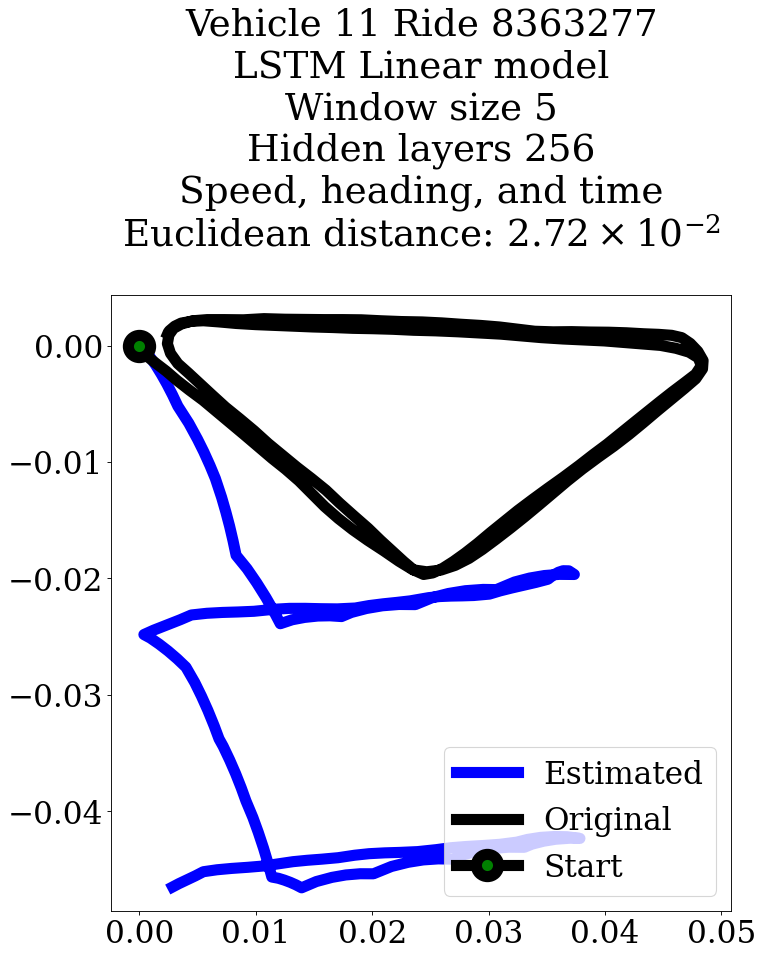 Vehicle 11 Ride 8363277
LSTM Linear model
Window size 5
Hidden layers 256
Speed, heading, and time
Euclidean distance: 2.72 × 10⁻²
0.00
−0.01
−0.02
−0.03
−0.04
Estimated
Original
Start
0.00 0.01 0.02 0.03 0.04 0.05